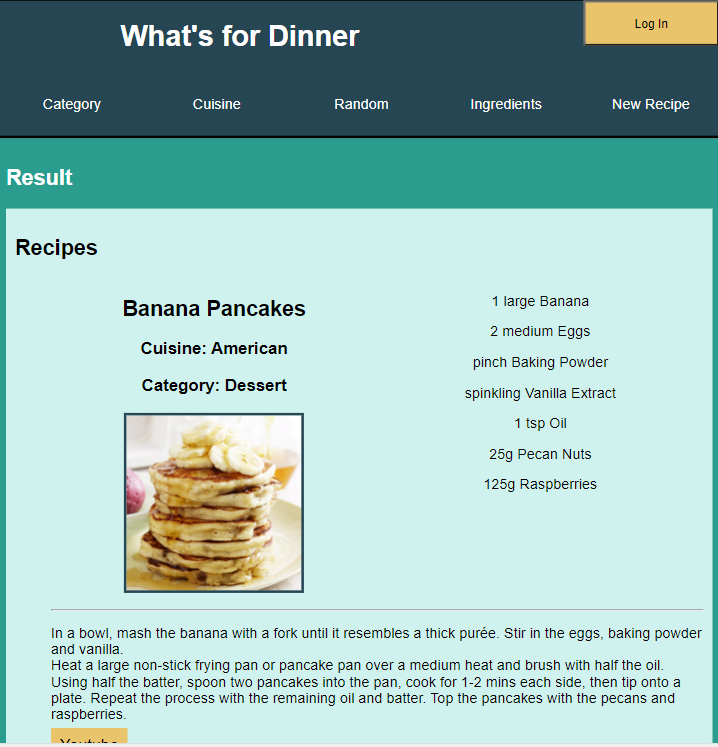 What's for Dinner
Log In
Category Cuisine Random Ingredients New Recipe
Result
Recipes
Banana Pancakes
Cuisine: American
Category: Dessert
1 large Banana
2 medium Eggs
pinch Baking Powder
spinkling Vanilla Extract
1 tsp Oil
25g Pecan Nuts
125g Raspberries
In a bowl, mash the banana with a fork until it resembles a thick purée. Stir in the eggs, baking powder
and vanilla.
Heat a large non-stick frying pan or pancake pan over a medium heat and brush with half the oil.
Using half the batter, spoon two pancakes into the pan, cook for 1-2 mins each side, then tip onto a
plate. Repeat the process with the remaining oil and batter. Top the pancakes with the pecans and
raspberries.
Youtube